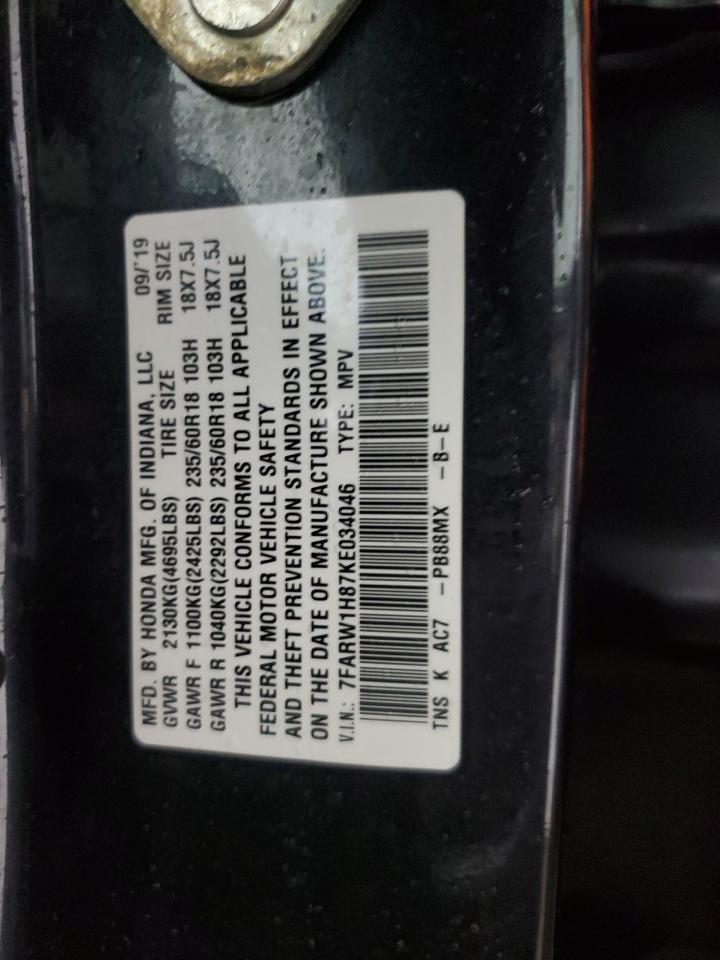 MFD. BY HONDA MFG. OF INDIANA, LLC 09/'19
GVWR 2130KG(4695LBS) TIRE SIZE RIM SIZE
GAWR F 1100KG(2425LBS) 235/60R18 103H 18X7.5J
GAWR R 1040KG(2292LBS) 235/60R18 103H 18X7.5J
THIS VEHICLE CONFORMS TO ALL APPLICABLE
FEDERAL MOTOR VEHICLE SAFETY
AND THEFT PREVENTION STANDARDS IN EFFECT
ON THE DATE OF MANUFACTURE SHOWN ABOVE.
V.I.N.: 7FARW1H87KE034046 TYPE: MPV
TNS K AC7 -PB88MX -B-E